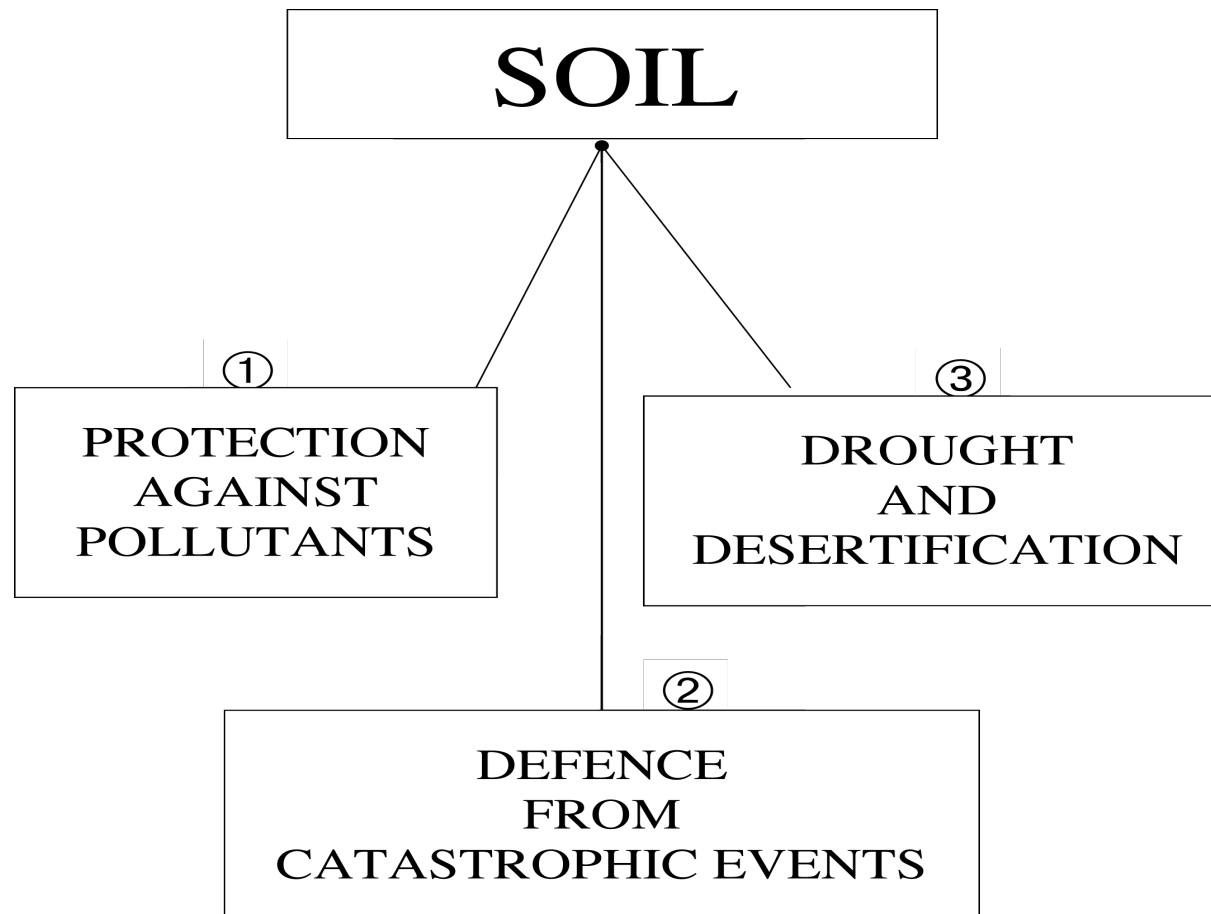 SOIL
①
PROTECTION
AGAINST
POLLUTANTS
③
DROUGHT
AND
DESERTIFICATION
②
DEFENCE
FROM
CATASTROPHIC EVENTS